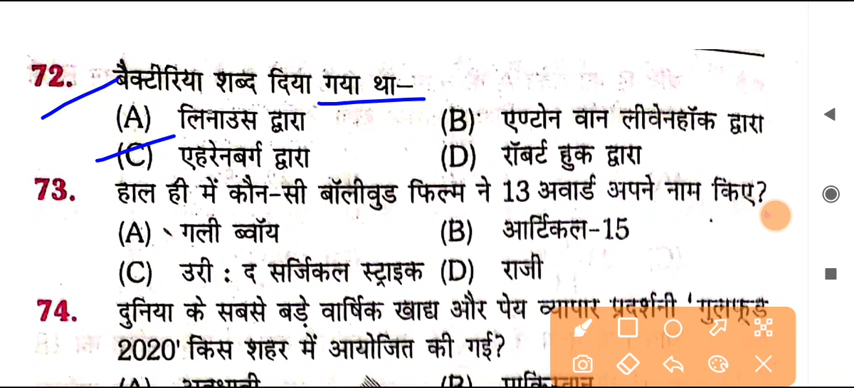 72. बैक्टीरिया शब्द दिया गया था–
(A) लिनाउस द्वारा (B) एण्टोन वान लीवेनहॉक द्वारा
(C) एहरेनबर्ग द्वारा (D) रॉबर्ट हुक द्वारा
73. हाल ही में कौन-सी बॉलीवुड फिल्म ने 13 अवार्ड अपने नाम किए?
(A) गली ब्वॉय (B) आर्टिकल-15
(C) उरी : द सर्जिकल स्ट्राइक (D) राजी
74. दुनिया के सबसे बड़े वार्षिक खाद्य और पेय व्यापार प्रदर्शनी 'गुलफूड
2020' किस शहर में आयोजित की गई?
(A) (B)